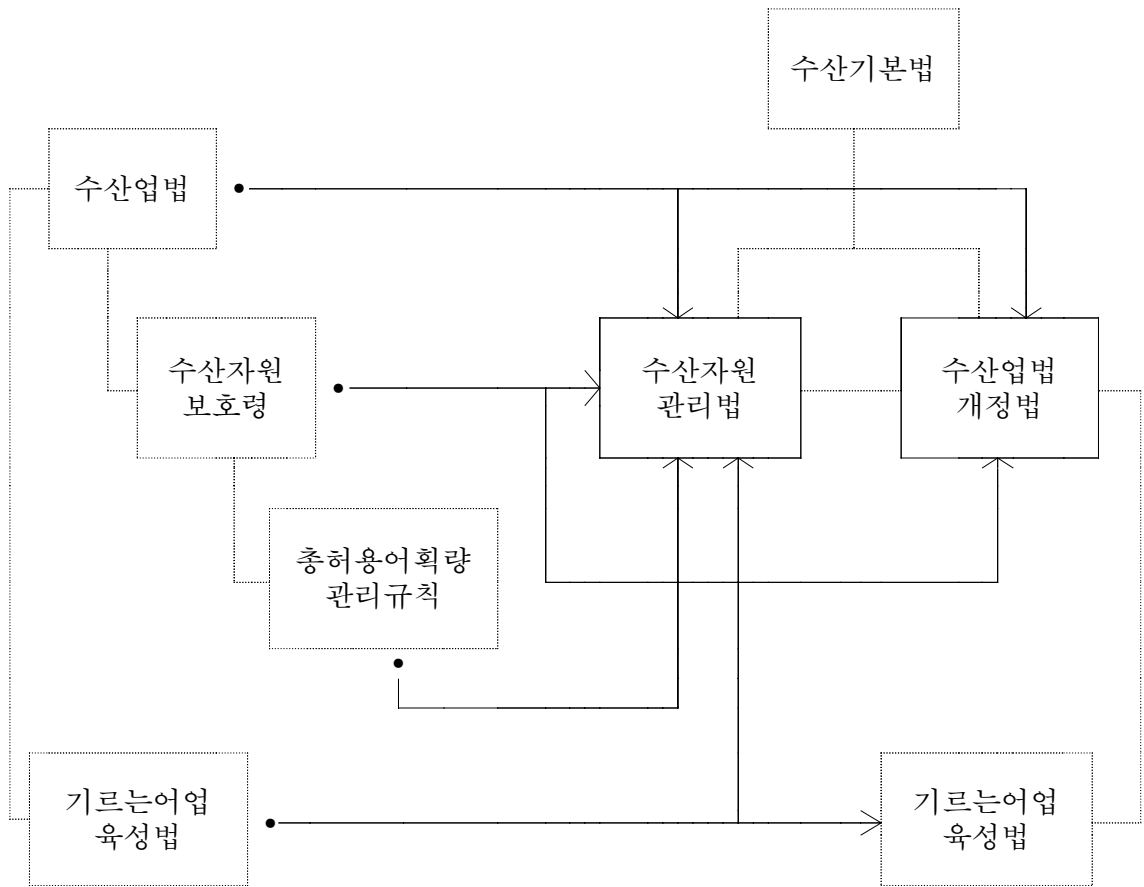 수산기본법
수산업법
수산자원
보호령
수산자원
관리법
수산업법
개정법
총허용어획량
관리규칙
기르는어업
육성법
기르는어업
육성법